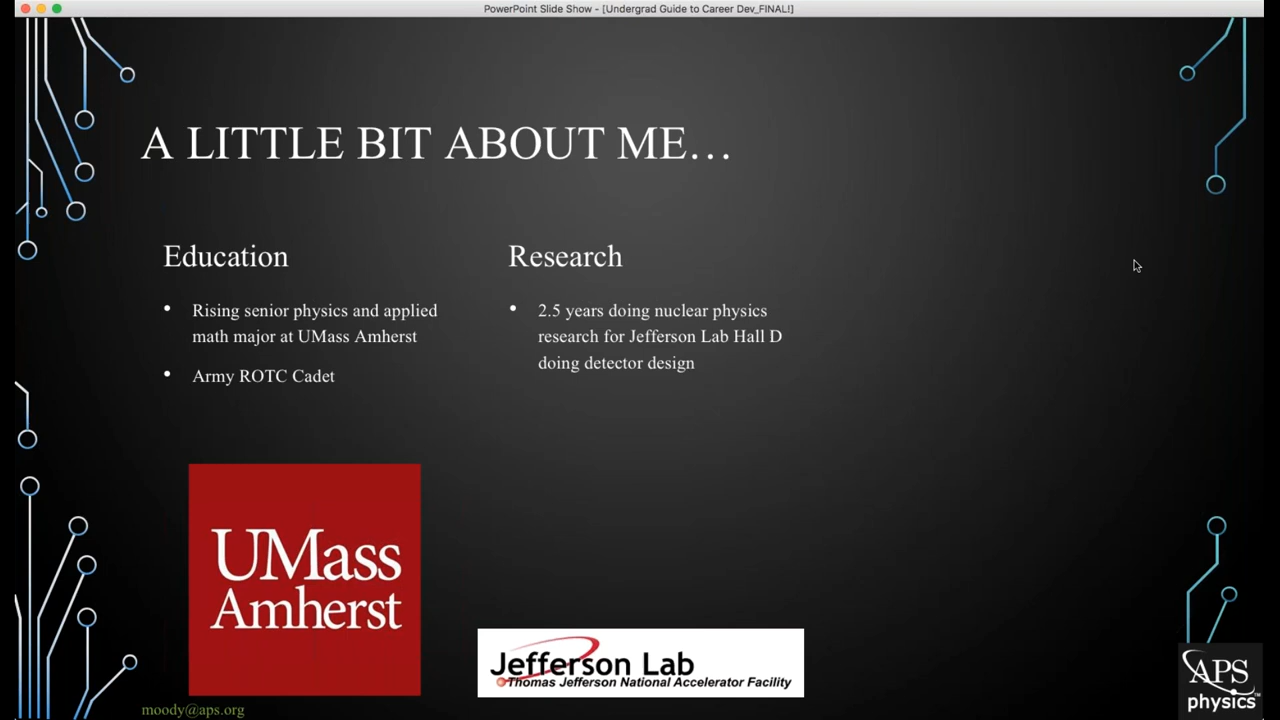 PowerPoint Slide Show - [Undergrad Guide to Career Dev_FINAL!]
A LITTLE BIT ABOUT ME…
Education
• Rising senior physics and applied
math major at UMass Amherst
• Army ROTC Cadet
Research
• 2.5 years doing nuclear physics
research for Jefferson Lab Hall D
doing detector design
UMass
Amherst
Jefferson Lab
Thomas Jefferson National Accelerator Facility
moody@aps.org
APS
physics™